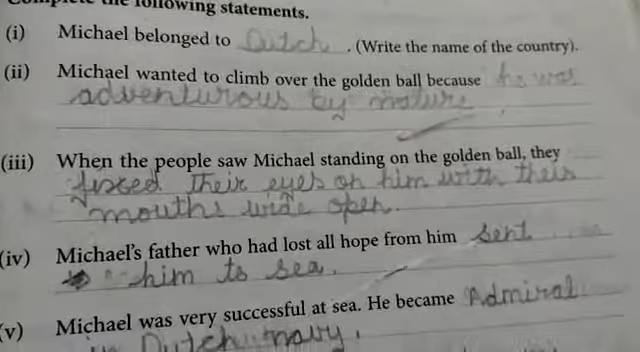 Complete the following statements.
(i) Michael belonged to Dutch. (Write the name of the country).
(ii) Michael wanted to climb over the golden ball because he was
adventurous by nature
(iii) When the people saw Michael standing on the golden ball, they
fixed their eyes on him with their
mouths wide open.
(iv) Michael's father who had lost all hope from him sent
him to sea.
(v) Michael was very successful at sea. He became Admiral
in Dutch navy.